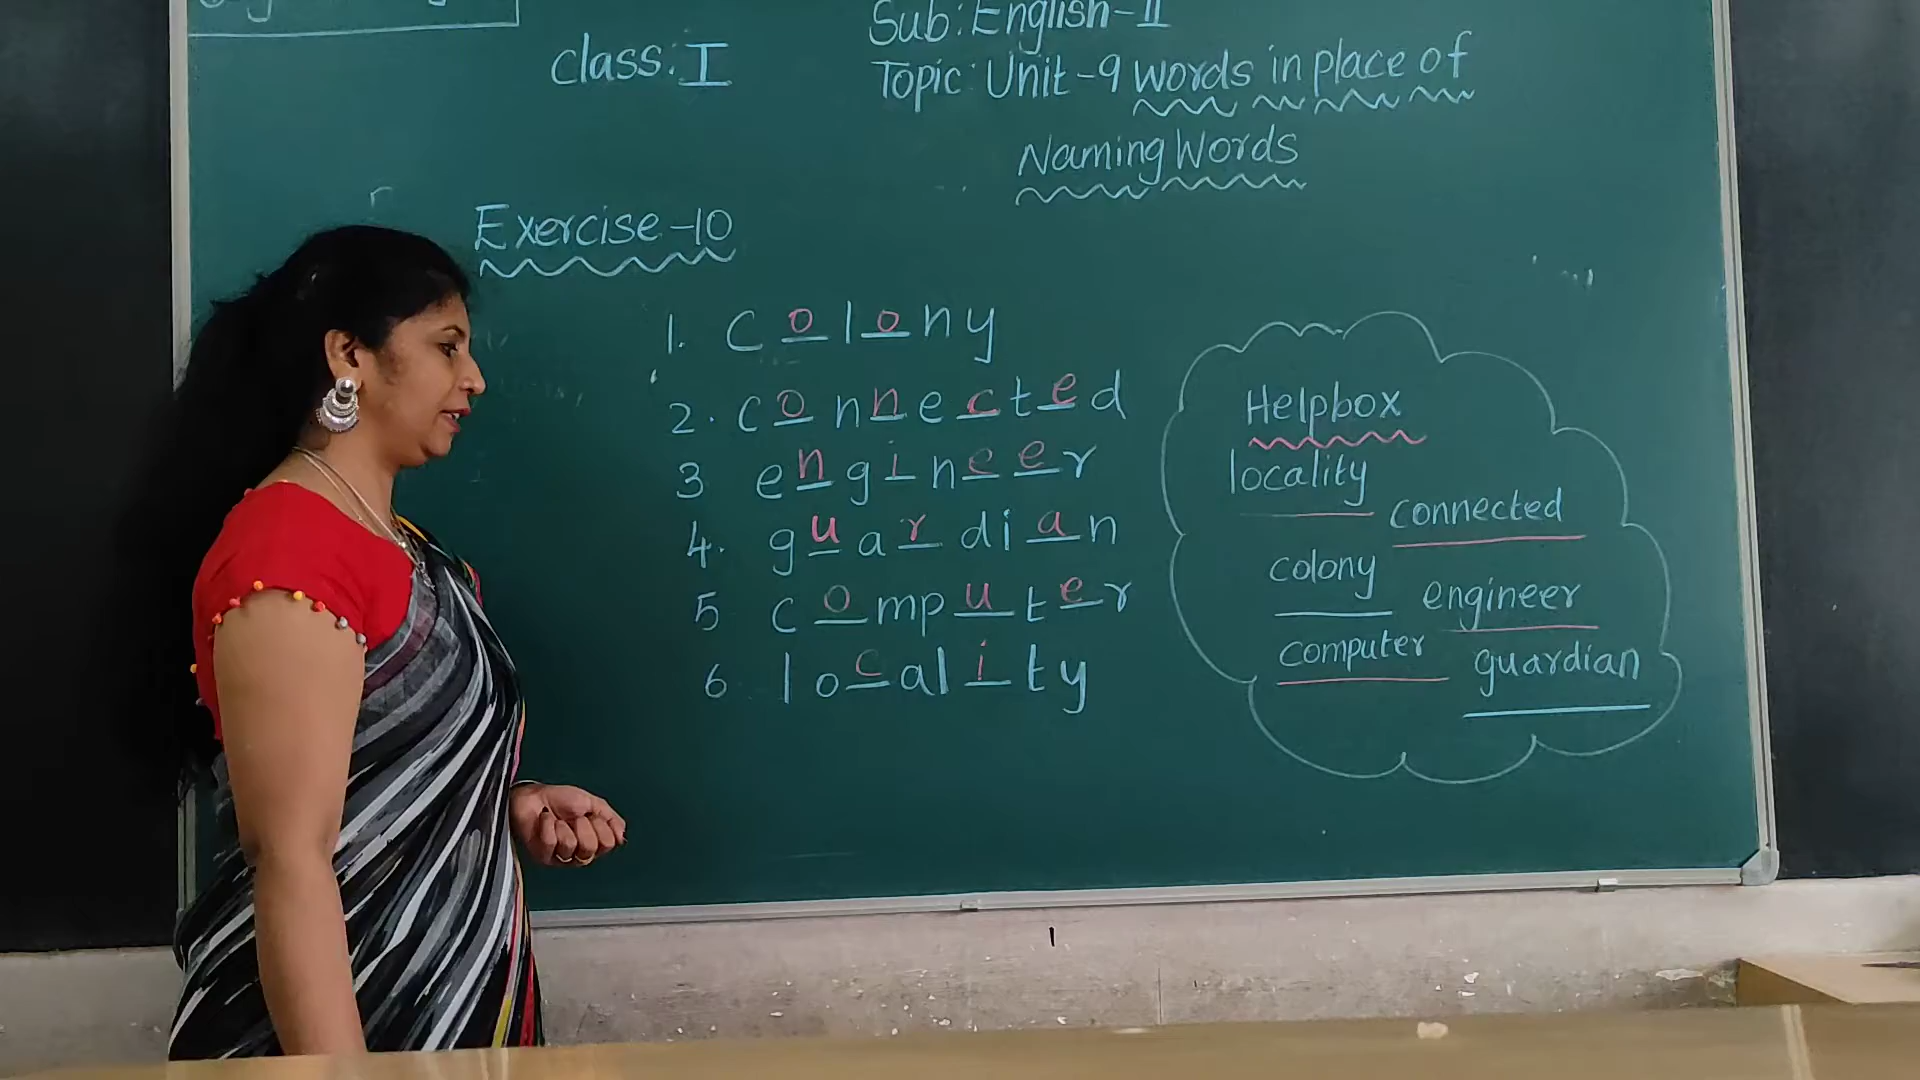 Sub: English-II
class: I
Topic: Unit-9 words in place of
Naming Words
Exercise-10
1. colony
2. connected
3 engineer
4. guardian
5 computer
6 locality
Helpbox
locality
connected
colony
engineer
computer
guardian